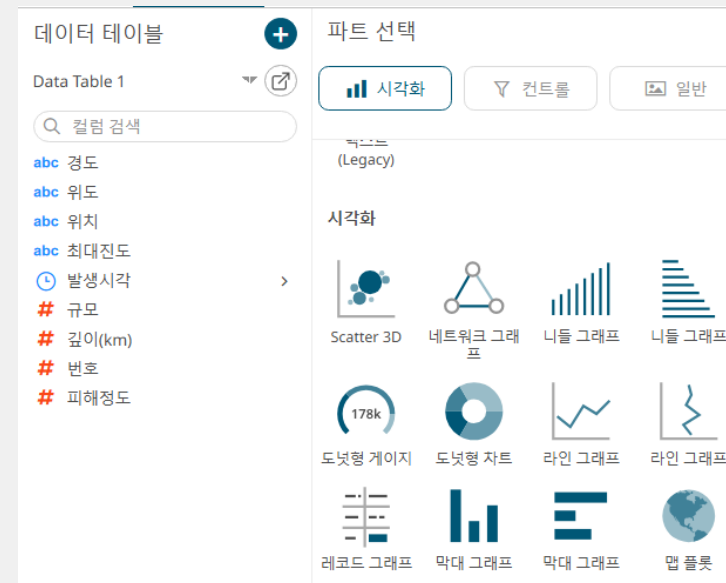 데이터 테이블
Data Table 1
컬럼 검색
abc 경도
abc 위도
abc 위치
abc 최대진도
발생시각
# 규모
# 깊이(km)
# 번호
# 피해정도
파트 선택
시각화
컨트롤
일반
(Legacy)
시각화
Scatter 3D
네트워크 그래
프
니들 그래프
니들 그래프
178k
도넛형 게이지
도넛형 차트
라인 그래프
라인 그래프
레코드 그래프
막대 그래프
막대 그래프
맵 플롯